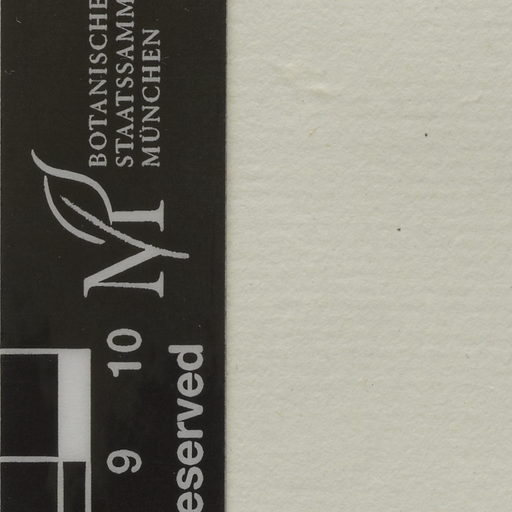 BOTANISCHE
STAATSSAMM
MÜNCHEN
M
9 10
eserved